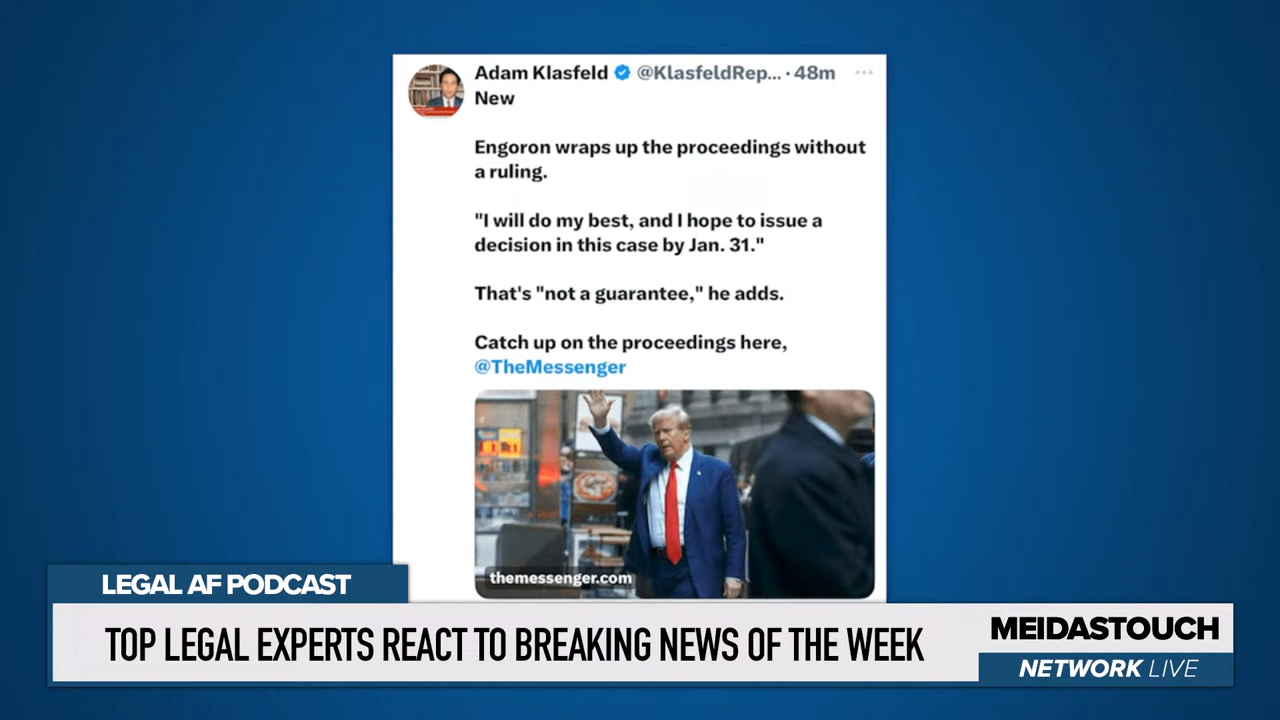 Adam Klasfeld @KlasfeldRep... · 48m
New
Engoron wraps up the proceedings without
a ruling.
"I will do my best, and I hope to issue a
decision in this case by Jan. 31."
That's "not a guarantee," he adds.
Catch up on the proceedings here,
@TheMessenger
themessenger.com
LEGAL AF PODCAST
TOP LEGAL EXPERTS REACT TO BREAKING NEWS OF THE WEEK
MEIDASTOUCH
NETWORK LIVE